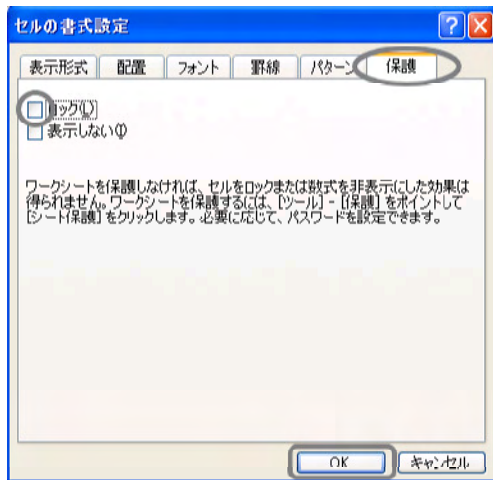 セルの書式設定
表示形式 配置 フォント 罫線 パターン 保護
ロック(L)
表示しない(I)
ワークシートを保護しなければ、セルをロックまたは数式を非表示にした効果は
得られません。ワークシートを保護するには、[ツール] - [保護] をポイントして
[シート保護] をクリックします。必要に応じて、パスワードを設定できます。
OK キャンセル